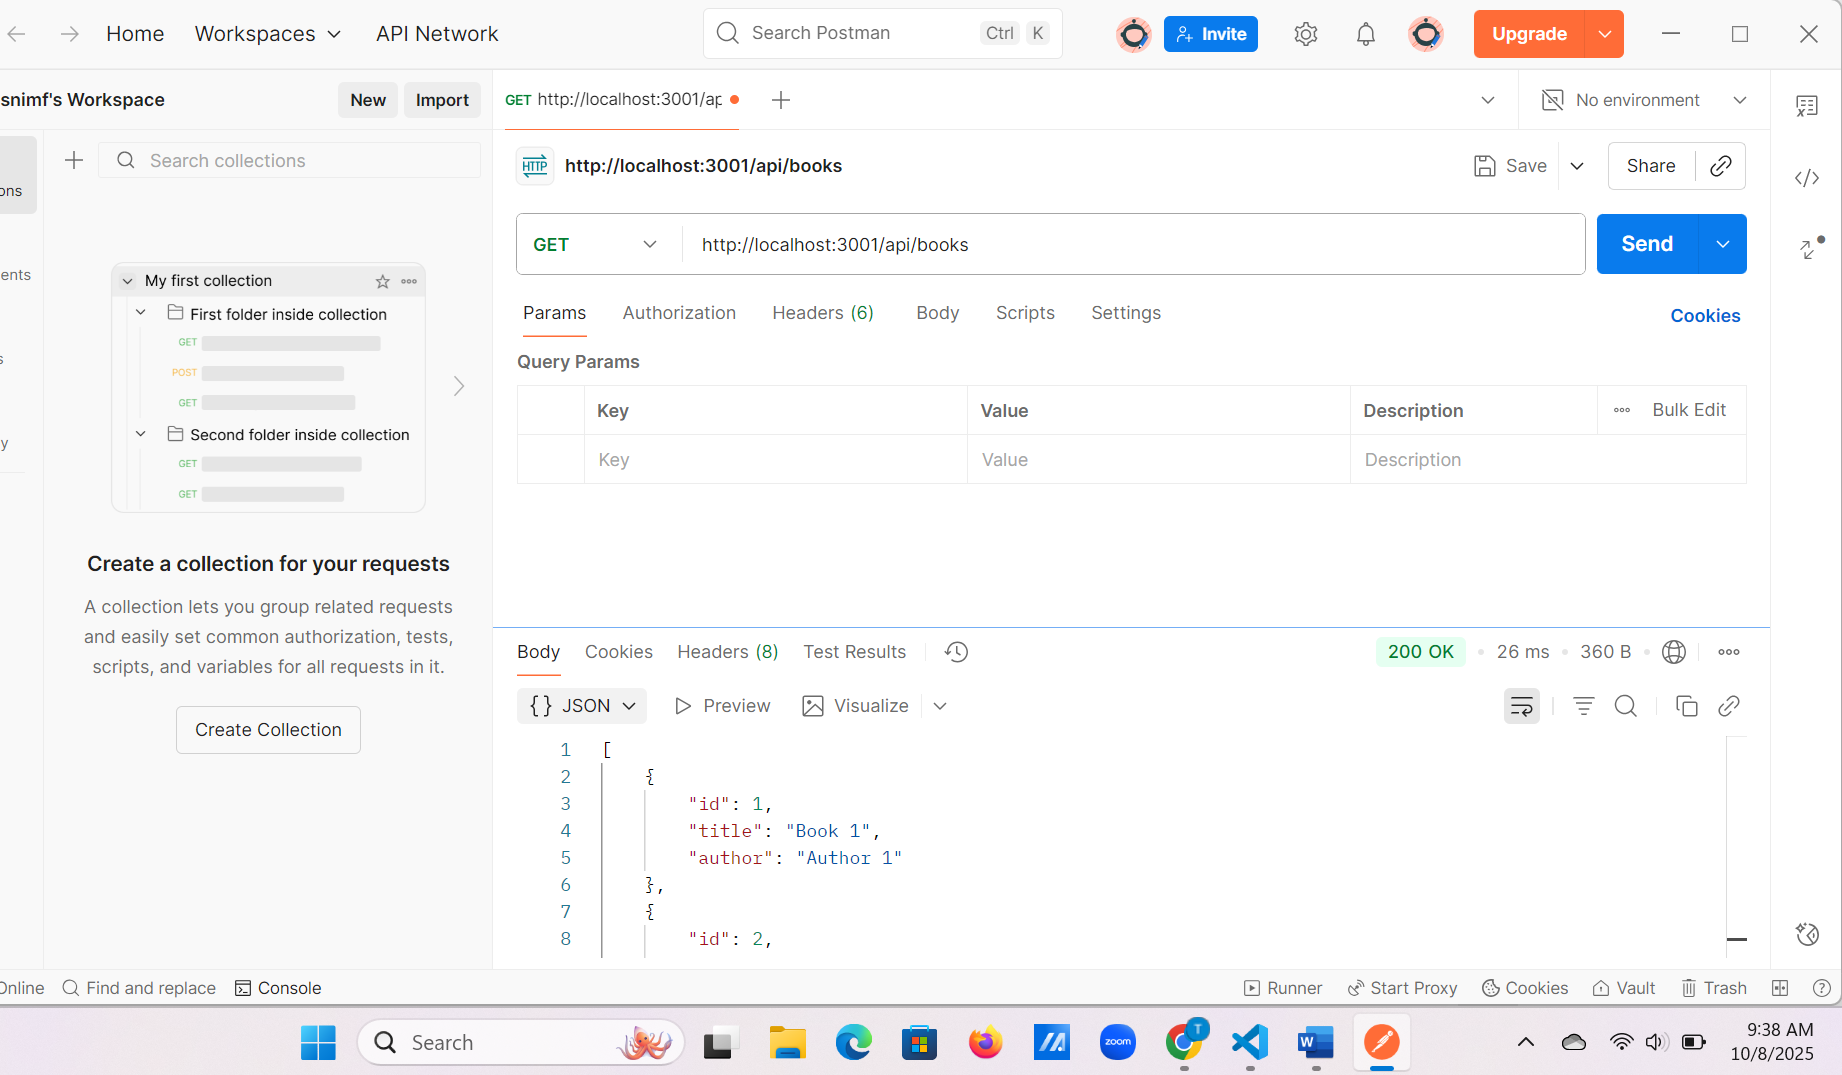 Home Workspaces API Network Search Postman Ctrl K Invite Upgrade
snimf's Workspace New Import GET http://localhost:3001/ap No environment
Search collections
ons
ents
s
y
My first collection
First folder inside collection
GET
POST
GET
Second folder inside collection
GET
GET
Create a collection for your requests
A collection lets you group related requests
and easily set common authorization, tests,
scripts, and variables for all requests in it.
Create Collection
HTTP http://localhost:3001/api/books Save Share
GET http://localhost:3001/api/books Send
Params Authorization Headers (6) Body Scripts Settings Cookies
Query Params
Key Value Description Bulk Edit
Key Value Description
Body Cookies Headers (8) Test Results 200 OK 26 ms 360 B
{} JSON Preview Visualize
1 [
2 {
3 "id": 1,
4 "title": "Book 1",
5 "author": "Author 1"
6 },
7 {
8 "id": 2,
Online Find and replace Console Runner Start Proxy Cookies Vault Trash
Search zoom T W 9:38 AM
10/8/2025